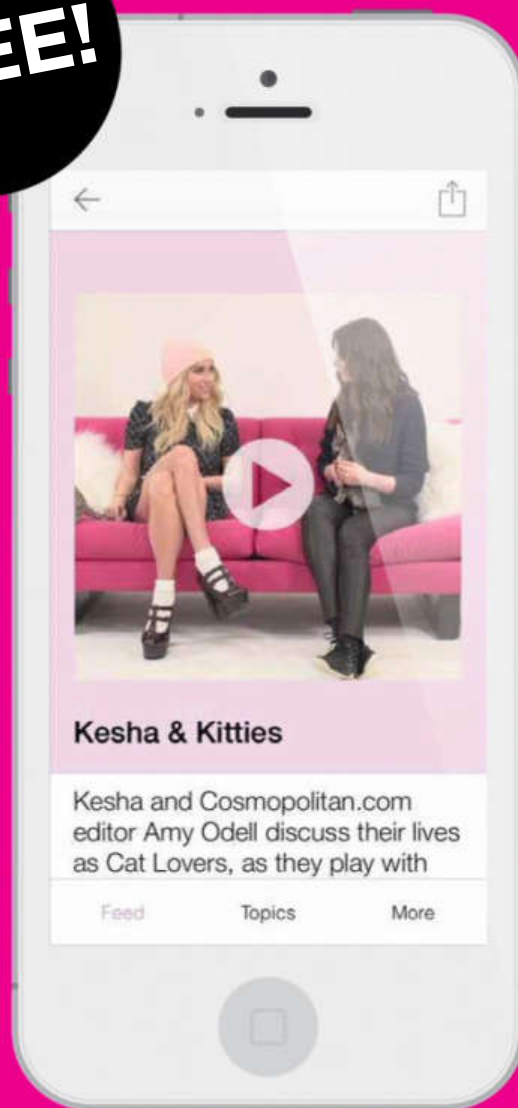 Kesha & Kitties
Kesha and Cosmopolitan.com
editor Amy Odell discuss their lives
as Cat Lovers, as they play with
Feed Topics More